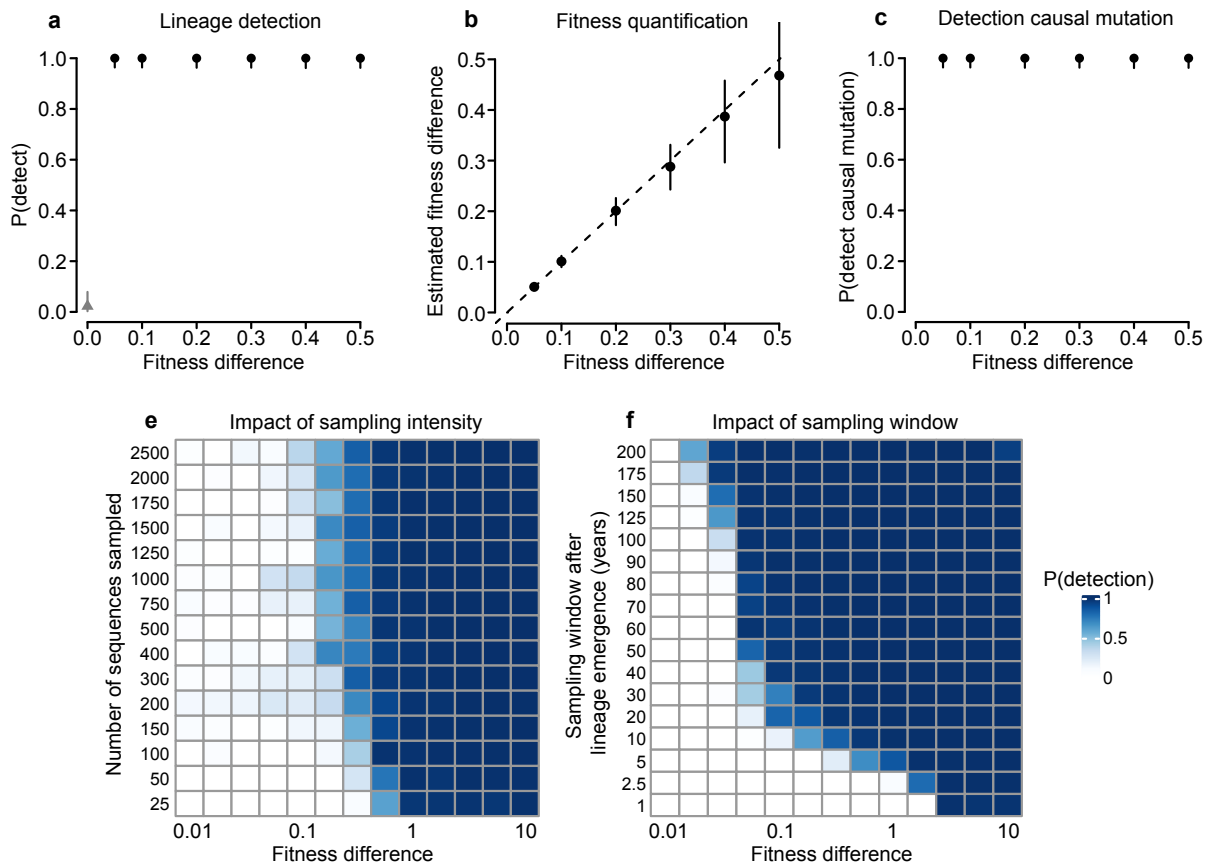 a Lineage detection
P(detect)
1.0
0.8
0.6
0.4
0.2
0.0
0.0 0.1 0.2 0.3 0.4 0.5
Fitness difference
b Fitness quantification
Estimated fitness difference
0.5
0.4
0.3
0.2
0.1
0.0
0.0 0.1 0.2 0.3 0.4 0.5
Fitness difference
c Detection causal mutation
P(detect causal mutation)
1.0
0.8
0.6
0.4
0.2
0.0
0.0 0.1 0.2 0.3 0.4 0.5
Fitness difference
e Impact of sampling intensity
Number of sequences sampled
2500
2000
1750
1500
1250
1000
750
500
400
300
200
150
100
50
25
0.01 0.1 1 10
Fitness difference
f Impact of sampling window
Sampling window after
lineage emergence (years)
200
175
150
125
100
90
80
70
60
50
40
30
20
10
5
2.5
1
0.01 0.1 1 10
Fitness difference
P(detection)
1
0.5
0